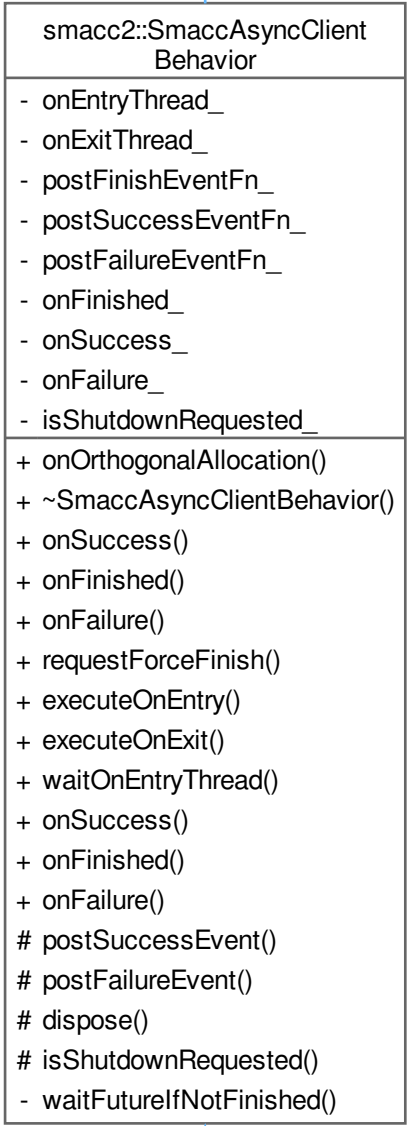 smacc2::SmaccAsyncClient
Behavior
- onEntryThread_
- onExitThread_
- postFinishEventFn_
- postSuccessEventFn_
- postFailureEventFn_
- onFinished_
- onSuccess_
- onFailure_
- isShutdownRequested_
+ onOrthogonalAllocation()
+ ~SmaccAsyncClientBehavior()
+ onSuccess()
+ onFinished()
+ onFailure()
+ requestForceFinish()
+ executeOnEntry()
+ executeOnExit()
+ waitOnEntryThread()
+ onSuccess()
+ onFinished()
+ onFailure()
# postSuccessEvent()
# postFailureEvent()
# dispose()
# isShutdownRequested()
- waitFutureIfNotFinished()